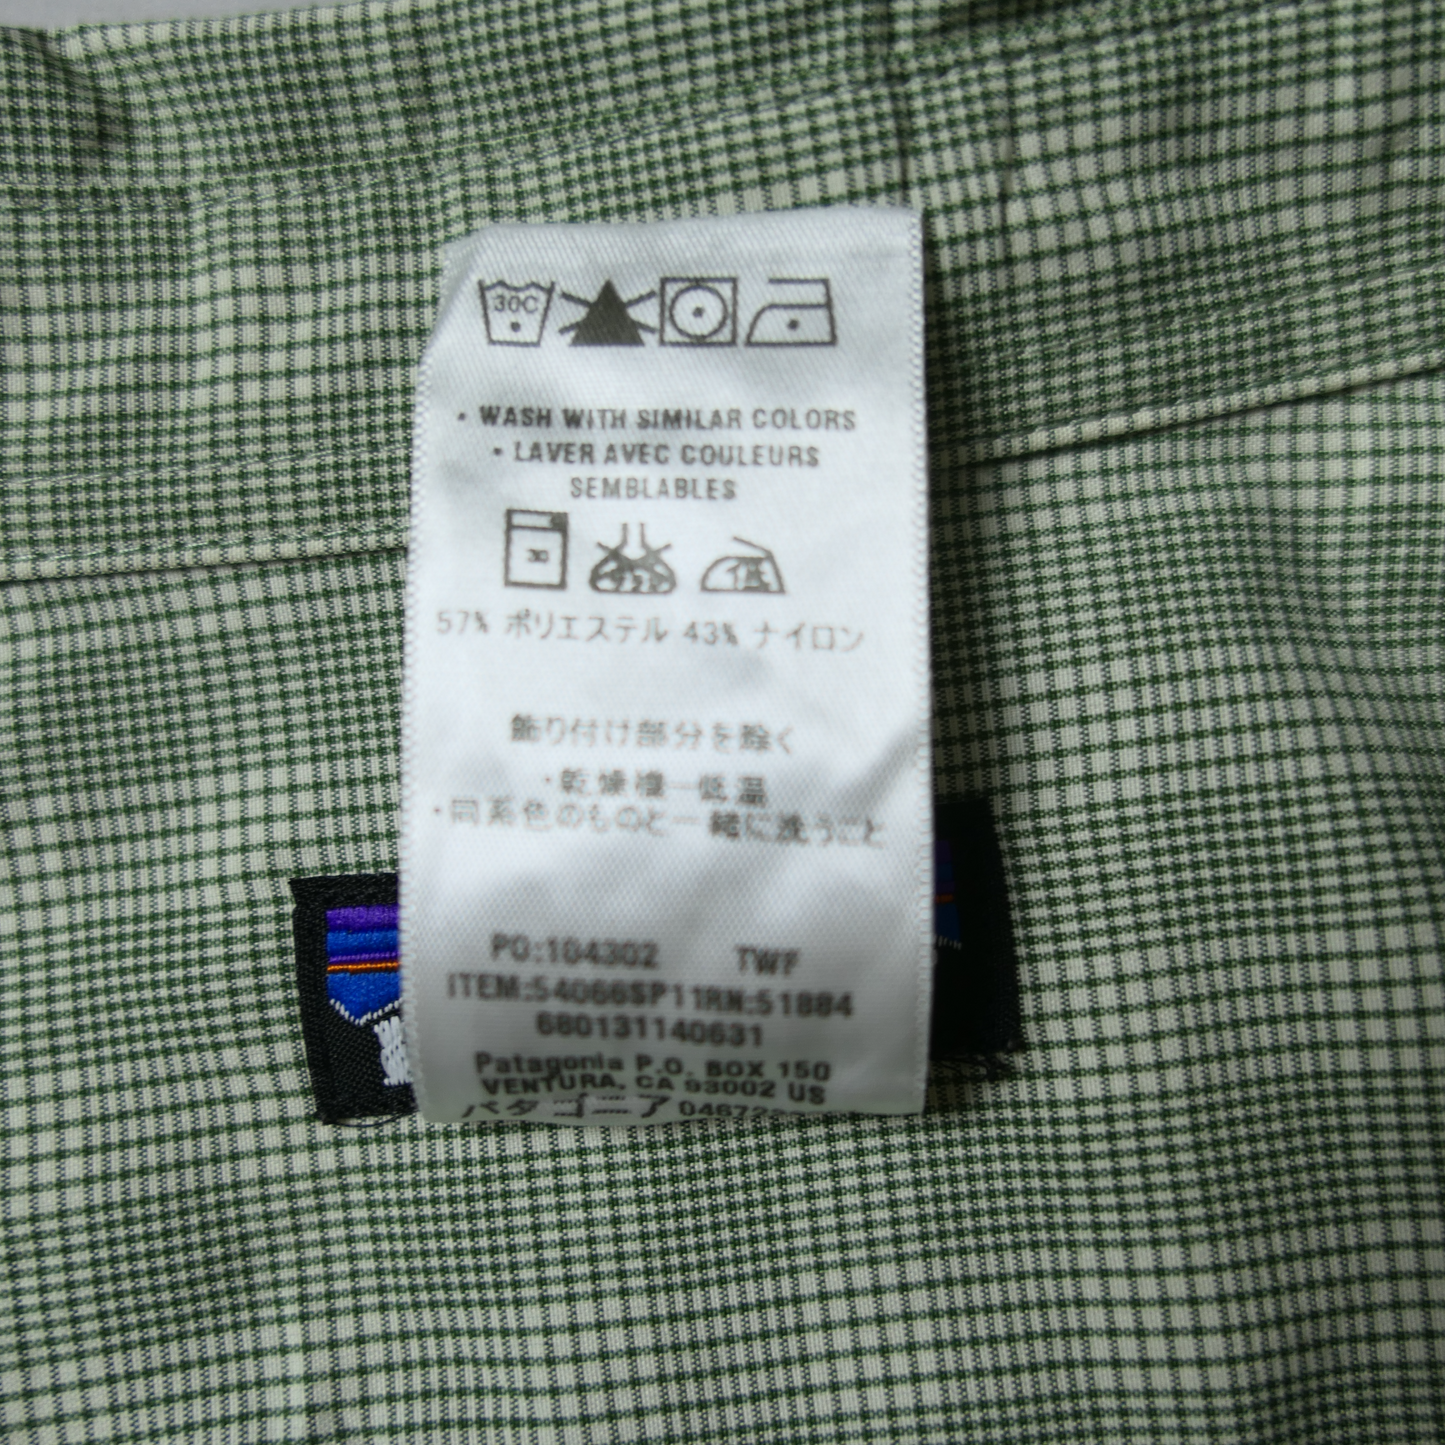 30C
• WASH WITH SIMILAR COLORS
• LAVER AVEC COULEURS
SEMBLABLES
30
低
57% ポリエステル 43% ナイロン
飾り付け部分を除く
・乾燥機ー低温
・同系色のものと一緒に洗うこと
PO:104302 TWF
ITEM:54066SP11RN:51884
680131140631
Patagonia P.O. BOX 150
VENTURA, CA 93002 US
パタゴニア